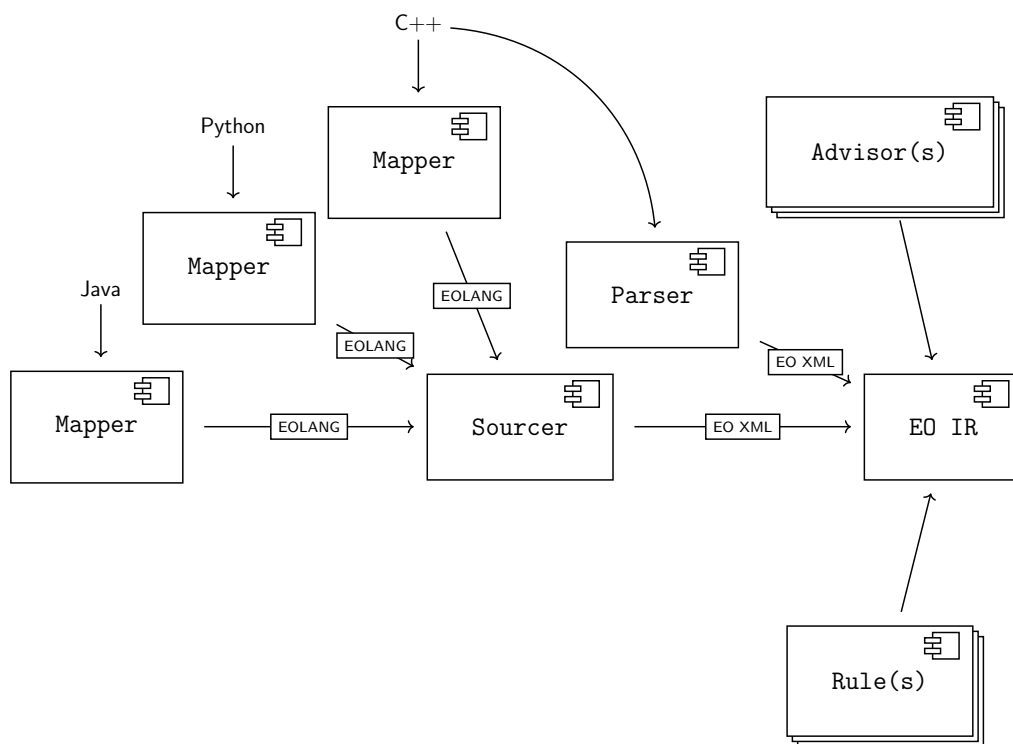 C++
Python
Mapper
Advisor(s)
Mapper
Java
Parser
EOLANG
EOLANG
EO XML
Mapper
EOLANG
Sourcer
EO XML
EO IR
Rule(s)